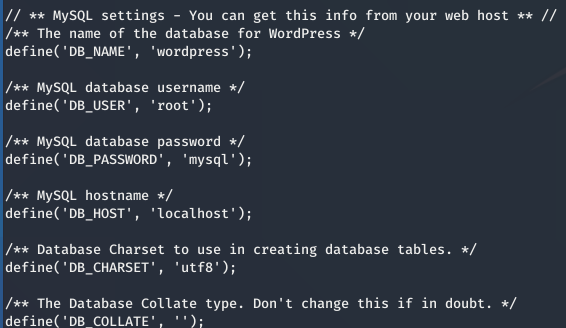 // ** MySQL settings - You can get this info from your web host ** //
/** The name of the database for WordPress */
define('DB_NAME', 'wordpress');
/** MySQL database username */
define('DB_USER', 'root');
/** MySQL database password */
define('DB_PASSWORD', 'mysql');
/** MySQL hostname */
define('DB_HOST', 'localhost');
/** Database Charset to use in creating database tables. */
define('DB_CHARSET', 'utf8');
/** The Database Collate type. Don't change this if in doubt. */
define('DB_COLLATE', '');